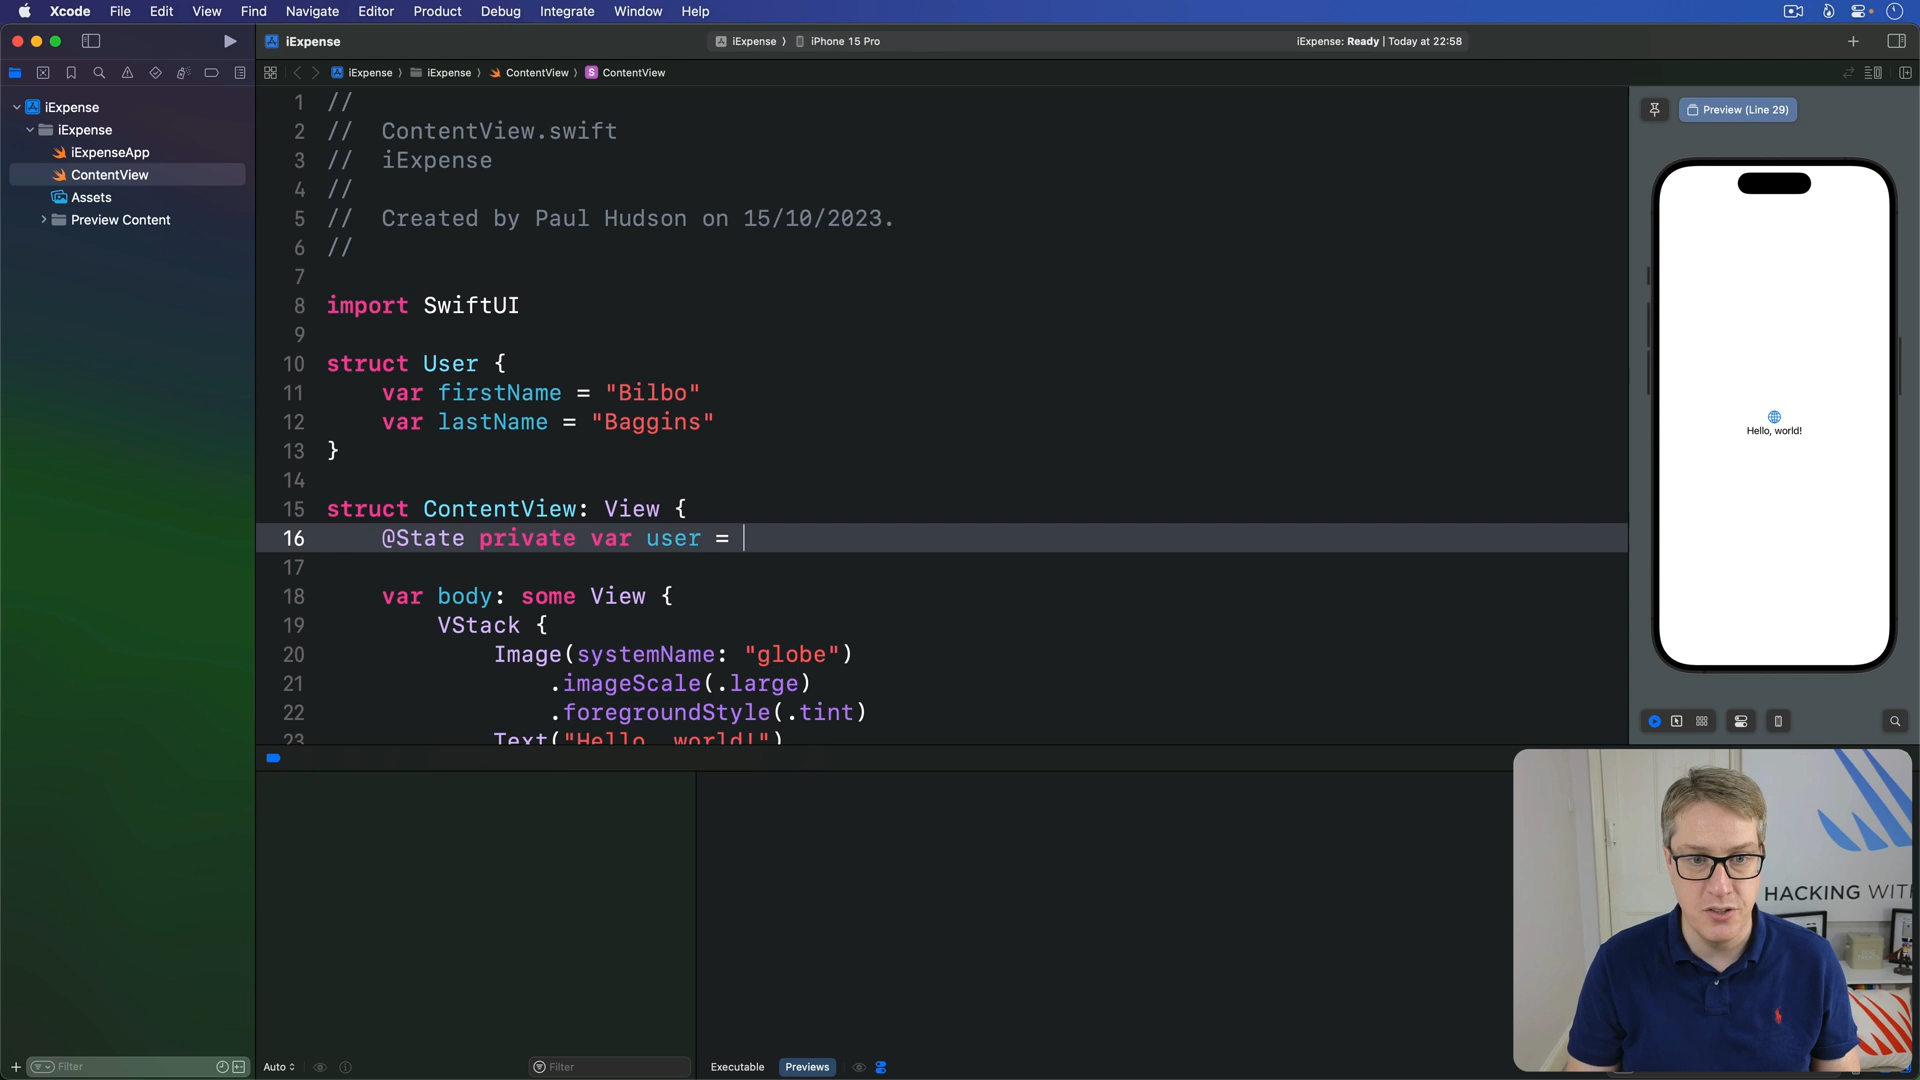 Xcode File Edit View Find Navigate Editor Product Debug Integrate Window Help
iExpense
iExpense 〉 iPhone 15 Pro
iExpense: Ready | Today at 22:58
iExpense 〉 iExpense 〉 ContentView 〉 S ContentView
iExpense
iExpense
iExpenseApp
ContentView
Assets
Preview Content
1 //
2 //  ContentView.swift
3 //  iExpense
4 //
5 //  Created by Paul Hudson on 15/10/2023.
6 //
7
8 import SwiftUI
9
10 struct User {
11     var firstName = "Bilbo"
12     var lastName = "Baggins"
13 }
14
15 struct ContentView: View {
16     @State private var user =
17
18     var body: some View {
19         VStack {
20             Image(systemName: "globe")
21                 .imageScale(.large)
22                 .foregroundStyle(.tint)
23             Text("Hello, world!")
Preview (Line 29)
Hello, world!
HACKING WITH
Filter
Auto
Filter
Executable Previews